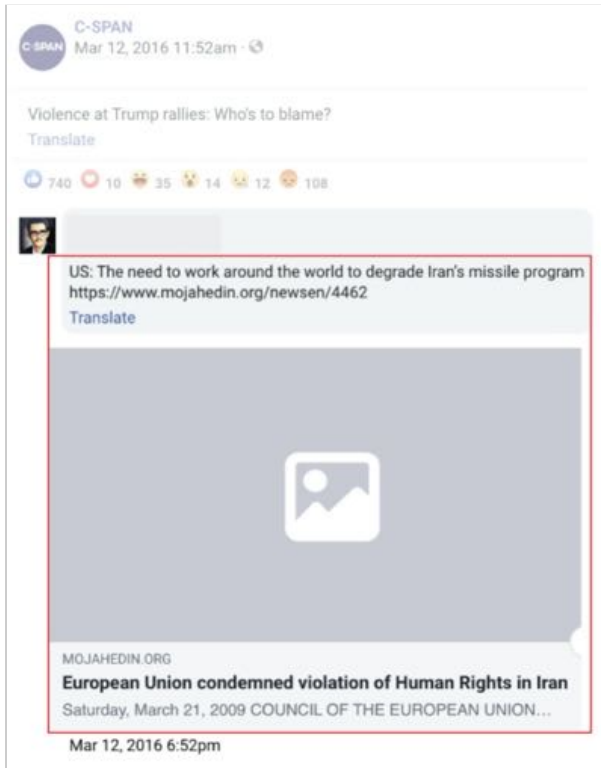 C-SPAN
C-SPAN
Mar 12, 2016 11:52am ·
Violence at Trump rallies: Who's to blame?
Translate
740 10 35 14 12 108
US: The need to work around the world to degrade Iran's missile program
https://www.mojahedin.org/newsen/4462
Translate
MOJAHEDIN.ORG
European Union condemned violation of Human Rights in Iran
Saturday, March 21, 2009 COUNCIL OF THE EUROPEAN UNION...
Mar 12, 2016 6:52pm